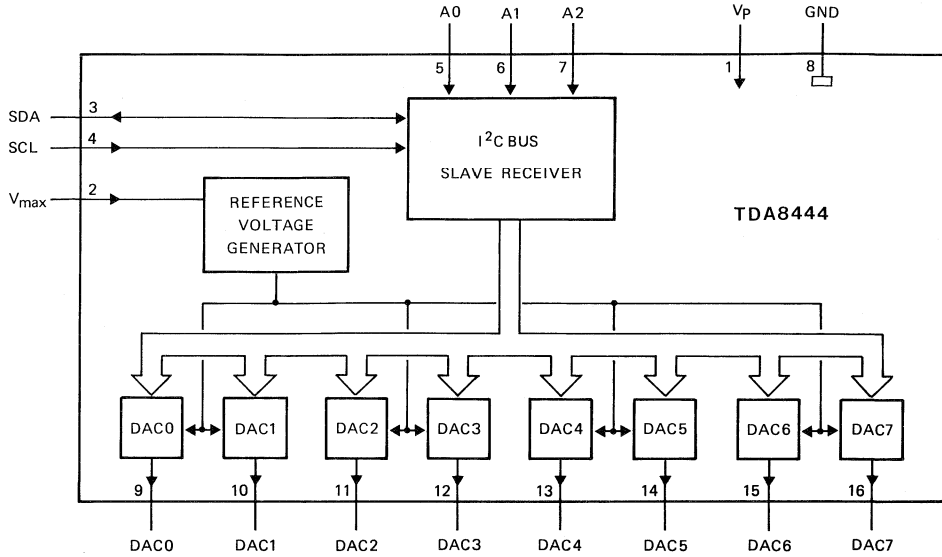 A0 A1 A2 VP GND
5 6 7 1 8
SDA 3
SCL 4
I²C BUS
SLAVE RECEIVER
Vmax 2
REFERENCE
VOLTAGE
GENERATOR
TDA8444
DAC0 DAC1 DAC2 DAC3 DAC4 DAC5 DAC6 DAC7
9 10 11 12 13 14 15 16
DAC0 DAC1 DAC2 DAC3 DAC4 DAC5 DAC6 DAC7